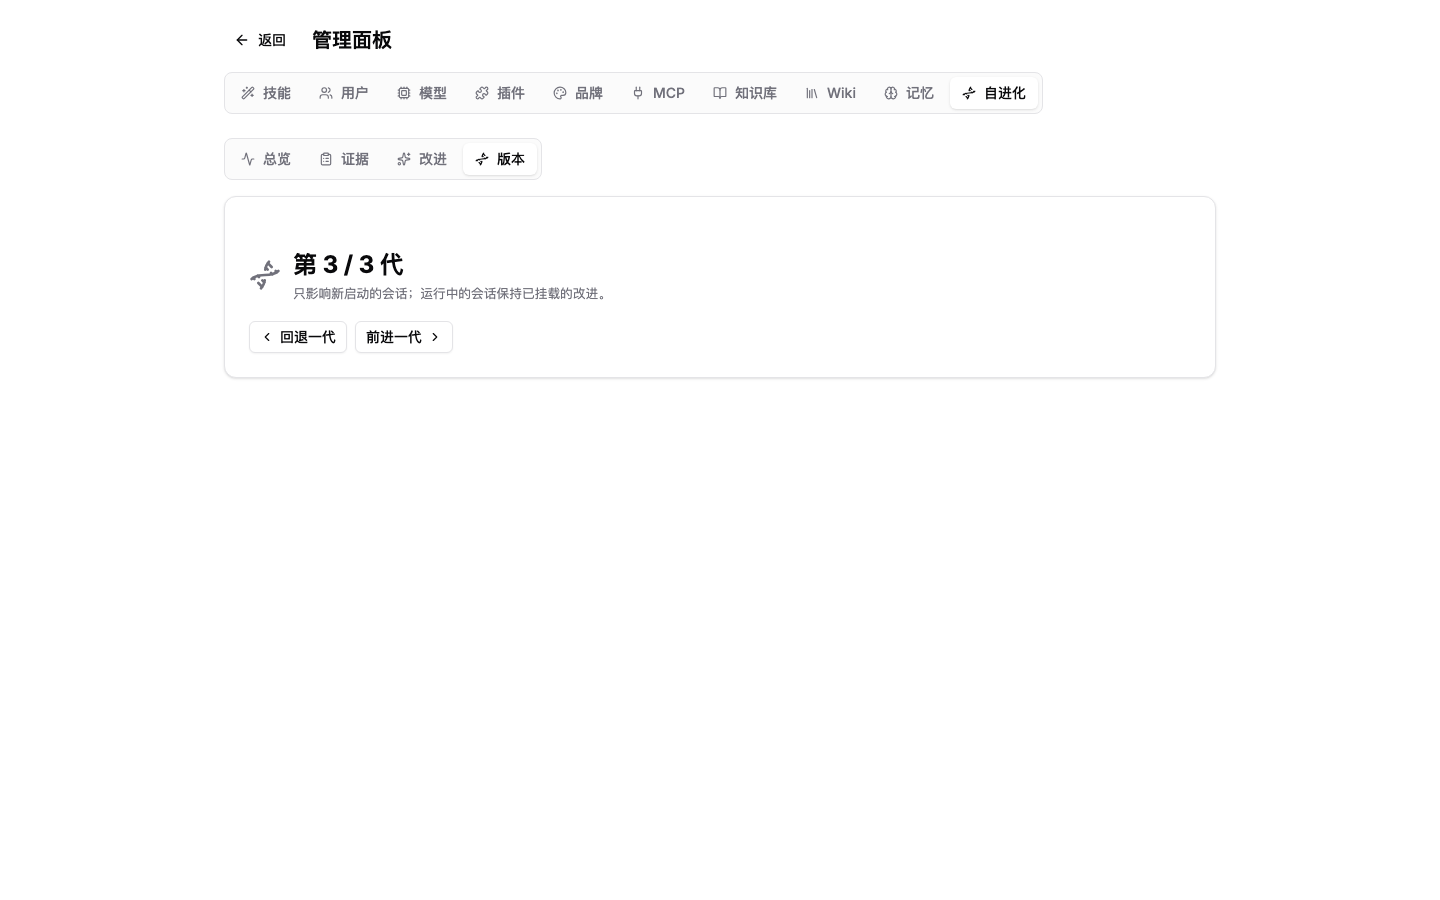 返回 管理面板
技能 用户 模型 插件 品牌 MCP 知识库 Wiki 记忆 自进化
总览 证据 改进 版本
第 3 / 3 代
只影响新启动的会话；运行中的会话保持已挂载的改进。
回退一代 前进一代